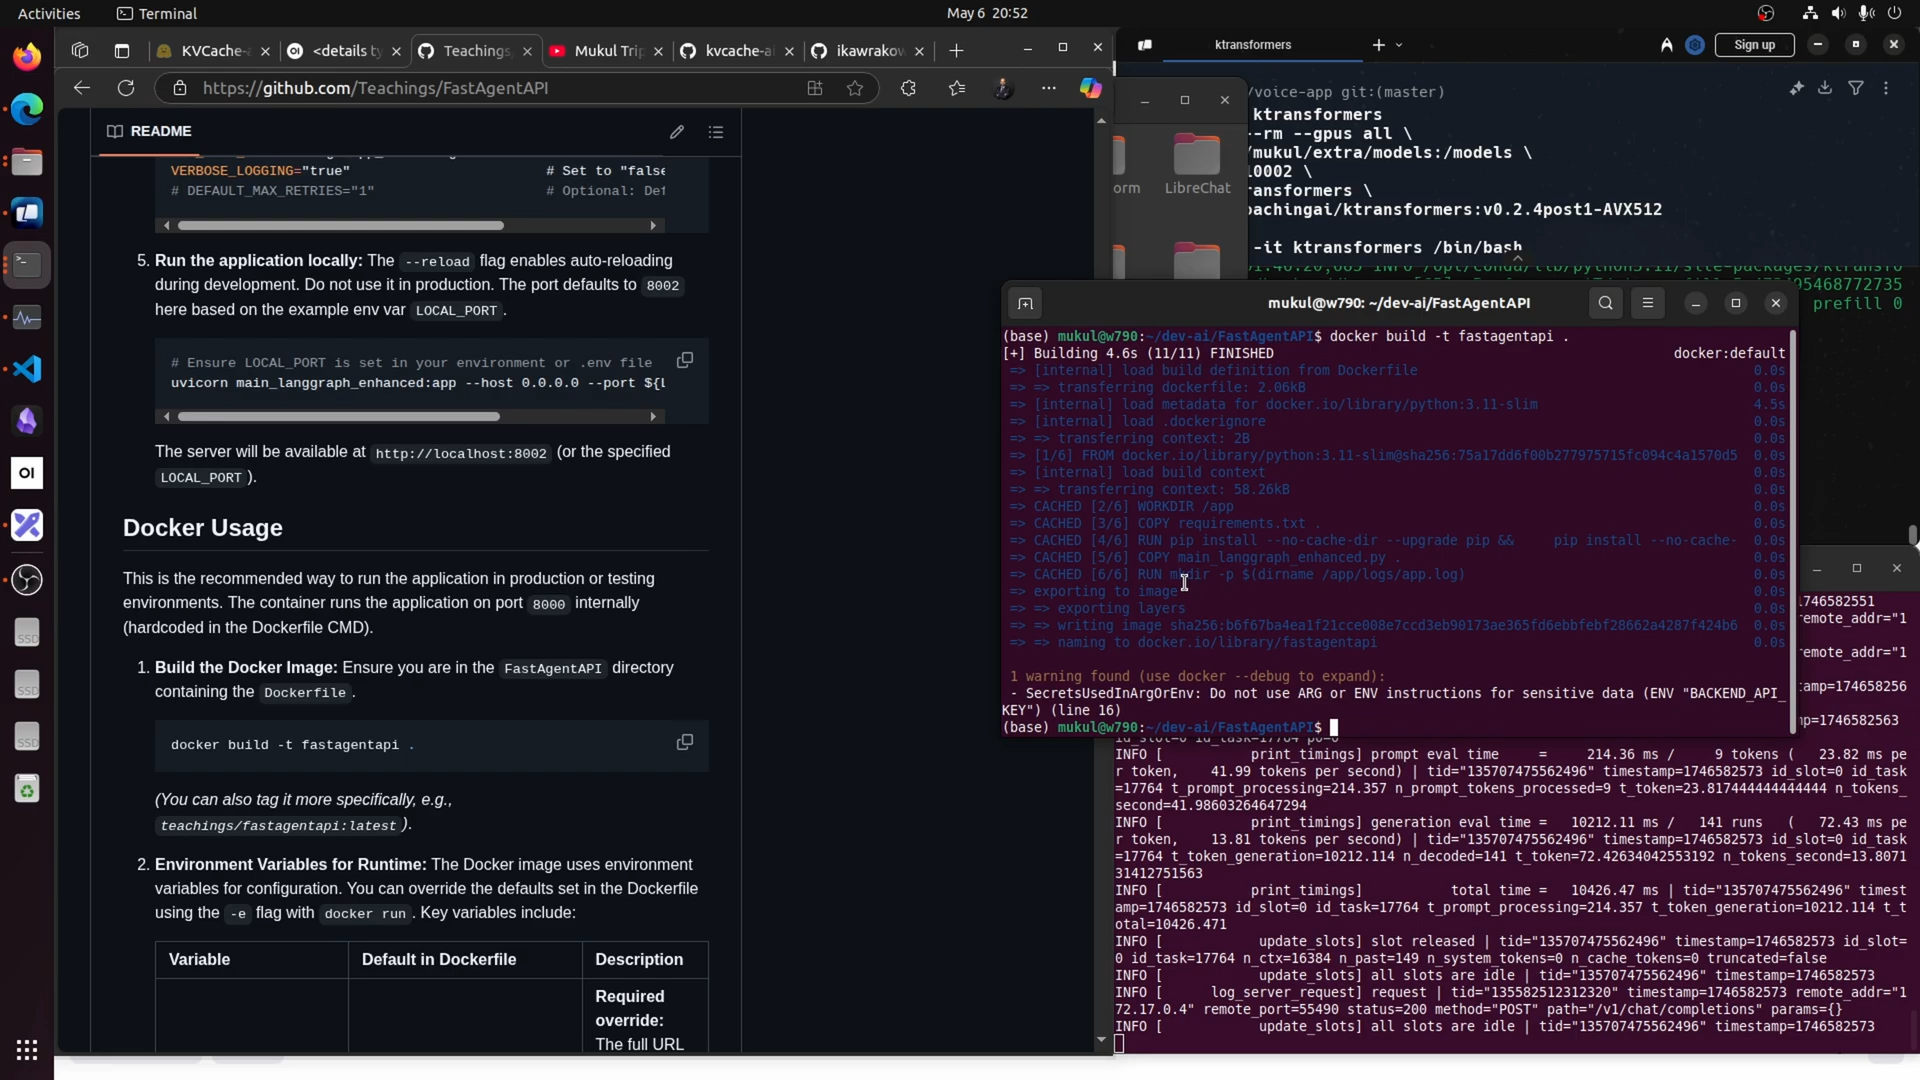 Activities
Terminal
May 6 20:52
KVCache-
<details ty
Teachings,
Mukul Trip
kvcache-ai
ikawrakow
https://github.com/Teachings/FastAgentAPI
README
VERBOSE_LOGGING="true" # Set to "false
# DEFAULT_MAX_RETRIES="1" # Optional: Def
5. Run the application locally: The --reload flag enables auto-reloading
during development. Do not use it in production. The port defaults to 8002
here based on the example env var LOCAL_PORT .
# Ensure LOCAL_PORT is set in your environment or .env file
uvicorn main_langgraph_enhanced:app --host 0.0.0.0 --port ${L
The server will be available at http://localhost:8002 (or the specified
LOCAL_PORT ).
Docker Usage
This is the recommended way to run the application in production or testing
environments. The container runs the application on port 8000 internally
(hardcoded in the Dockerfile CMD).
1. Build the Docker Image: Ensure you are in the FastAgentAPI directory
containing the Dockerfile .
docker build -t fastagentapi .
(You can also tag it more specifically, e.g.,
teachings/fastagentapi:latest ).
2. Environment Variables for Runtime: The Docker image uses environment
variables for configuration. You can override the defaults set in the Dockerfile
using the -e flag with docker run . Key variables include:
Variable Default in Dockerfile Description
Required
override:
The full URL
OI
SSD
SSD
SSD
ktransformers
Sign up
/voice-app git:(master)
ktransformers
--rm --gpus all \
/mukul/extra/models:/models \
10002 \
ransformers \
achingai/ktransformers:v0.2.4post1-AVX512
-it ktransformers /bin/bash
prefill 0
orm
LibreChat
mukul@w790: ~/dev-ai/FastAgentAPI
(base) mukul@w790:~/dev-ai/FastAgentAPI$ docker build -t fastagentapi .
[+] Building 4.6s (11/11) FINISHED docker:default
=> [internal] load build definition from Dockerfile 0.0s
=> => transferring dockerfile: 2.06kB 0.0s
=> [internal] load metadata for docker.io/library/python:3.11-slim 4.5s
=> [internal] load .dockerignore 0.0s
=> => transferring context: 2B 0.0s
=> [1/6] FROM docker.io/library/python:3.11-slim@sha256:75a17dd6f00b277975715fc094c4a1570d5 0.0s
=> [internal] load build context 0.0s
=> => transferring context: 58.26kB 0.0s
=> CACHED [2/6] WORKDIR /app 0.0s
=> CACHED [3/6] COPY requirements.txt . 0.0s
=> CACHED [4/6] RUN pip install --no-cache-dir --upgrade pip && pip install --no-cache- 0.0s
=> CACHED [5/6] COPY main_langgraph_enhanced.py . 0.0s
=> CACHED [6/6] RUN mkdir -p $(dirname /app/logs/app.log) 0.0s
=> exporting to image 0.0s
=> => exporting layers 0.0s
=> => writing image sha256:b6f67ba4ea1f21cce008e7ccd3eb90173ae365fd6ebbfebf28662a4287f424b6 0.0s
=> => naming to docker.io/library/fastagentapi 0.0s
1 warning found (use docker --debug to expand):
- SecretsUsedInArgOrEnv: Do not use ARG or ENV instructions for sensitive data (ENV "BACKEND_API_
KEY") (line 16)
(base) mukul@w790:~/dev-ai/FastAgentAPI$
1746582551
remote_addr="1
emote_addr="1
tamp=174658256
p=1746582563
INFO [ print_timings] prompt eval time = 214.36 ms / 9 tokens ( 23.82 ms pe
r token, 41.99 tokens per second) | tid="135707475562496" timestamp=1746582573 id_slot=0 id_task
=17764 t_prompt_processing=214.357 n_prompt_tokens_processed=9 t_token=23.817444444444444 n_tokens_
second=41.98603264647294
INFO [ print_timings] generation eval time = 10212.11 ms / 141 runs ( 72.43 ms pe
r token, 13.81 tokens per second) | tid="135707475562496" timestamp=1746582573 id_slot=0 id_task
=17764 t_token_generation=10212.114 n_decoded=141 t_token=72.42634042553192 n_tokens_second=13.8071
31412751563
INFO [ print_timings] total time = 10426.47 ms | tid="135707475562496" timest
amp=1746582573 id_slot=0 id_task=17764 t_prompt_processing=214.357 t_token_generation=10212.114 t_t
otal=10426.471
INFO [ update_slots] slot released | tid="135707475562496" timestamp=1746582573 id_slot=
0 id_task=17764 n_ctx=16384 n_past=149 n_system_tokens=0 n_cache_tokens=0 truncated=false
INFO [ update_slots] all slots are idle | tid="135707475562496" timestamp=1746582573
INFO [ log_server_request] request | tid="135582512312320" timestamp=1746582573 remote_addr="1
72.17.0.4" remote_port=55490 status=200 method="POST" path="/v1/chat/completions" params={}
INFO [ update_slots] all slots are idle | tid="135707475562496" timestamp=1746582573